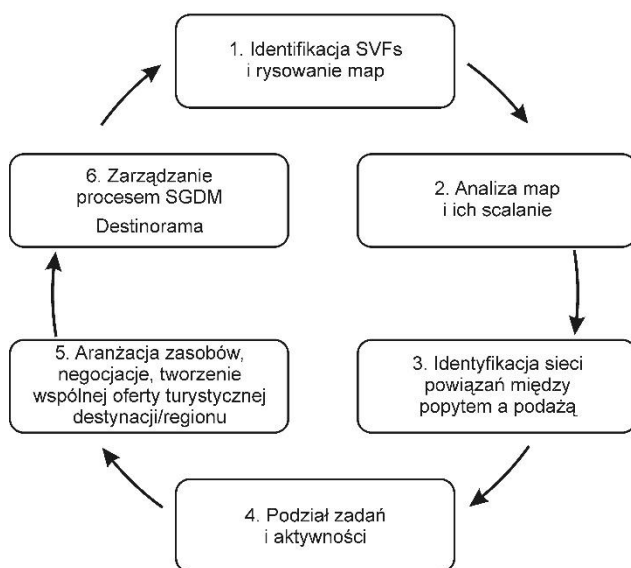 1. Identifikacja SVFs
i rysowanie map
2. Analiza map
i ich scalanie
3. Identyfikacja sieci
powiązań między
popytem a podażą
4. Podział zadań
i aktywności
5. Aranżacja zasobów,
negocjacje, tworzenie
wspólnej oferty turystycznej
destynacji/regionu
6. Zarządzanie
procesem SGDM
Destinorama